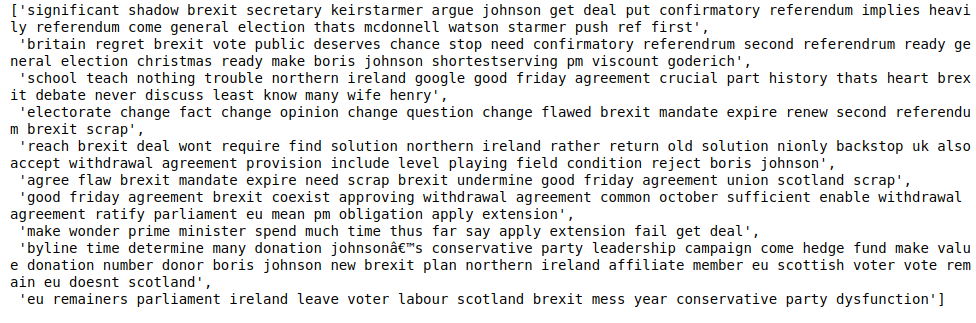 ['significant shadow brexit secretary keirstarmer argue johnson get deal put confirmatory referendum implies heavi
ly referendum come general election thats mcdonnell watson starmer push ref first',
 'britain regret brexit vote public deserves chance stop need confirmatory referendrum second referendrum ready ge
neral election christmas ready make boris johnson shortestserving pm viscount goderich',
 'school teach nothing trouble northern ireland google good friday agreement crucial part history thats heart brex
it debate never discuss least know many wife henry',
 'electorate change fact change opinion change question change flawed brexit mandate expire renew second referendu
m brexit scrap',
 'reach brexit deal wont require find solution northern ireland rather return old solution nionly backstop uk also
accept withdrawal agreement provision include level playing field condition reject boris johnson',
 'agree flaw brexit mandate expire need scrap brexit undermine good friday agreement union scotland scrap',
 'good friday agreement brexit coexist approving withdrawal agreement common october sufficient enable withdrawal
agreement ratify parliament eu mean pm obligation apply extension',
 'make wonder prime minister spend much time thus far say apply extension fail get deal',
 'byline time determine many donation johnsonâ€™s conservative party leadership campaign come hedge fund make valu
e donation number donor boris johnson new brexit plan northern ireland affiliate member eu scottish voter vote rem
ain eu doesnt scotland',
 'eu remainers parliament ireland leave voter labour scotland brexit mess year conservative party dysfunction']